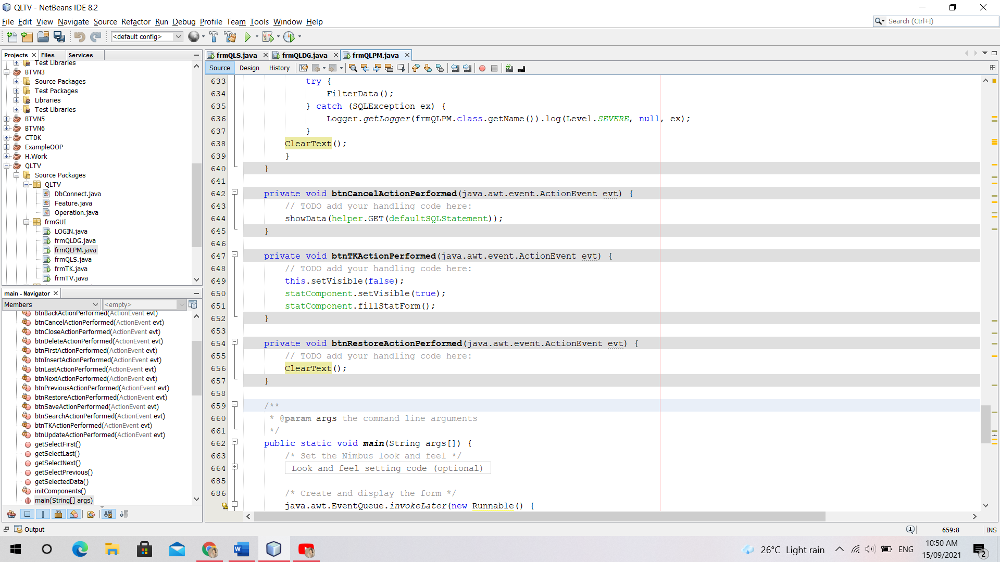 QLTV - NetBeans IDE 8.2
File Edit View Navigate Source Refactor Run Debug Profile Team Tools Window Help
Search (Ctrl+I)
<default config>
Projects Files Services
Test Libraries
BTVN3
Source Packages
Test Packages
Libraries
Test Libraries
BTVN5
BTVN6
CTDK
ExampleOOP
H.Work
QLTV
Source Packages
QLTV
DbConnect.java
Feature.java
Operation.java
frmGUI
LOGIN.java
frmQLDG.java
frmQLPM.java
frmQLS.java
frmTK.java
frmTV.java
main - Navigator
Members <empty>
btnBackActionPerformed(ActionEvent evt)
btnCancelActionPerformed(ActionEvent evt)
btnCloseActionPerformed(ActionEvent evt)
btnDeleteActionPerformed(ActionEvent evt)
btnFirstActionPerformed(ActionEvent evt)
btnInsertActionPerformed(ActionEvent evt)
btnLastActionPerformed(ActionEvent evt)
btnNextActionPerformed(ActionEvent evt)
btnPreviousActionPerformed(ActionEvent evt)
btnRestoreActionPerformed(ActionEvent evt)
btnSaveActionPerformed(ActionEvent evt)
btnSearchActionPerformed(ActionEvent evt)
btnTKActionPerformed(ActionEvent evt)
btnUpdateActionPerformed(ActionEvent evt)
getSelectFirst()
getSelectLast()
getSelectNext()
getSelectPrevious()
getSelectedData()
initComponents()
main(String[] args)
frmQLS.java frmQLDG.java frmQLPM.java
Source Design History
633 try {
634 FilterData();
635 } catch (SQLException ex) {
636 Logger.getLogger(frmQLPM.class.getName()).log(Level.SEVERE, null, ex);
637 }
638 ClearText();
639 }
640 }
641
642 private void btnCancelActionPerformed(java.awt.event.ActionEvent evt) {
643 // TODO add your handling code here:
644 showData(helper.GET(defaultSQLStatement));
645 }
646
647 private void btnTKActionPerformed(java.awt.event.ActionEvent evt) {
648 // TODO add your handling code here:
649 this.setVisible(false);
650 statComponent.setVisible(true);
651 statComponent.fillStatForm();
652 }
653
654 private void btnRestoreActionPerformed(java.awt.event.ActionEvent evt) {
655 // TODO add your handling code here:
656 ClearText();
657 }
658
659 /**
660 * @param args the command line arguments
661 */
662 public static void main(String args[]) {
663 /* Set the Nimbus look and feel */
664 Look and feel setting code (optional)
685
686 /* Create and display the form */
java.awt.EventQueue.invokeLater(new Runnable() {
Output
1
659:8 INS
26°C Light rain
ENG
10:50 AM
15/09/2021
2